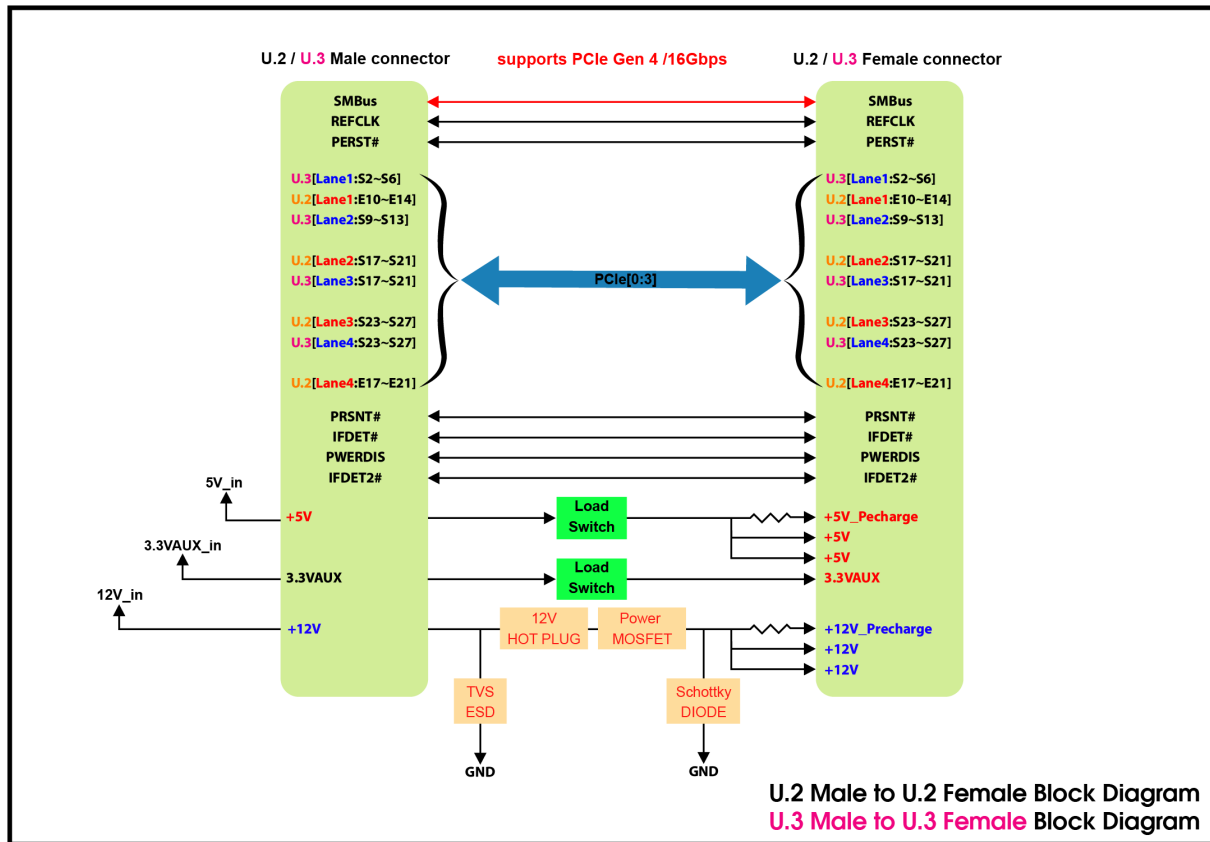 U.2 / U.3 Male connector
supports PCIe Gen 4 /16Gbps
U.2 / U.3 Female connector
SMBus
REFCLK
PERST#
U.3[Lane1:S2~S6]
U.2[Lane1:E10~E14]
U.3[Lane2:S9~S13]
U.2[Lane2:S17~S21]
U.3[Lane3:S17~S21]
U.2[Lane3:S23~S27]
U.3[Lane4:S23~S27]
U.2[Lane4:E17~E21]
PRSNT#
IFDET#
PWERDIS
IFDET2#
5V_in
+5V
3.3VAUX_in
3.3VAUX
12V_in
+12V
PCIe[0:3]
Load
Switch
Load
Switch
12V
HOT PLUG
Power
MOSFET
TVS
ESD
GND
Schottky
DIODE
GND
SMBus
REFCLK
PERST#
U.3[Lane1:S2~S6]
U.2[Lane1:E10~E14]
U.3[Lane2:S9~S13]
U.2[Lane2:S17~S21]
U.3[Lane3:S17~S21]
U.2[Lane3:S23~S27]
U.3[Lane4:S23~S27]
U.2[Lane4:E17~E21]
PRSNT#
IFDET#
PWERDIS
IFDET2#
+5V_Pecharge
+5V
+5V
3.3VAUX
+12V_Precharge
+12V
+12V
U.2 Male to U.2 Female Block Diagram
U.3 Male to U.3 Female Block Diagram